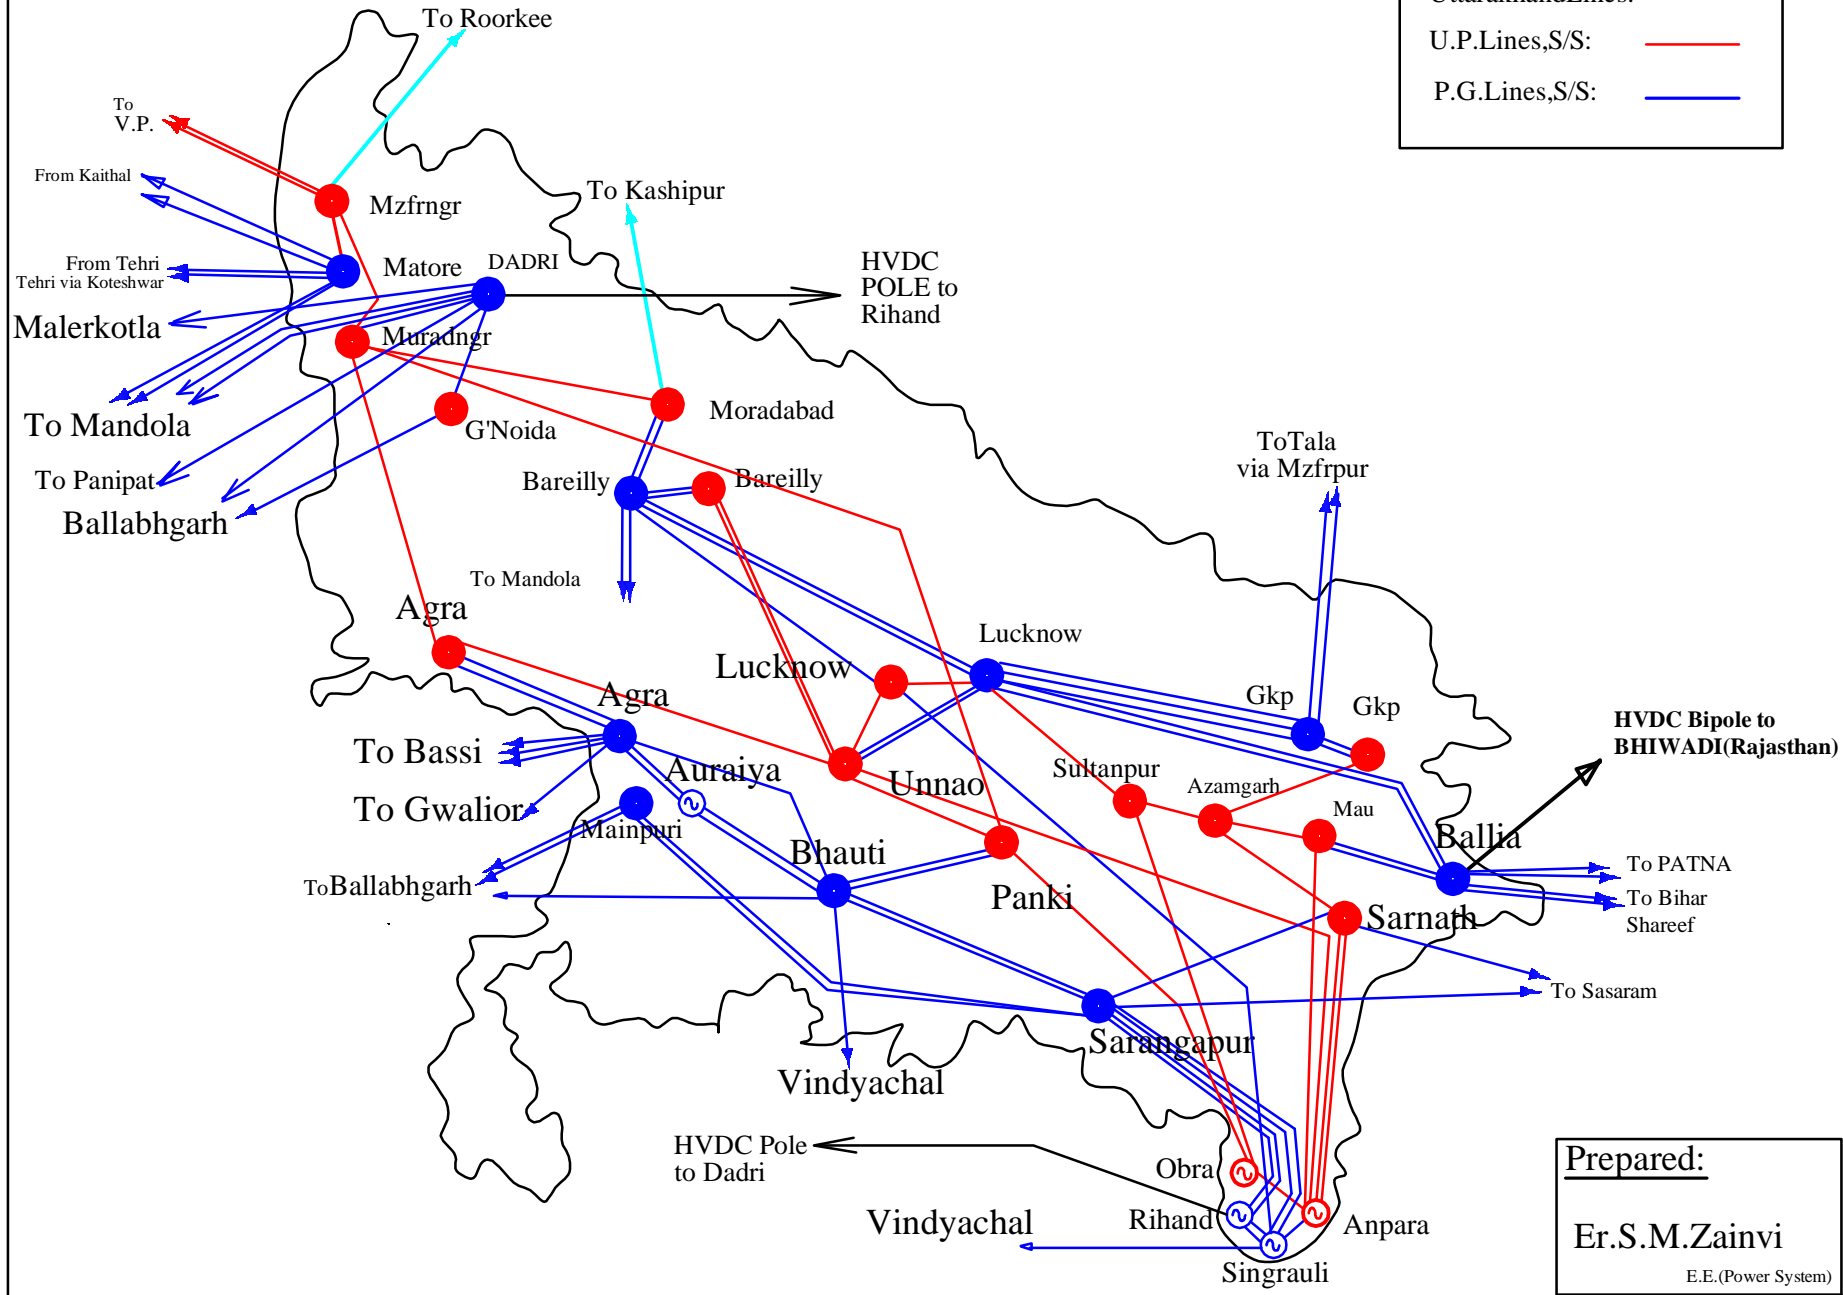 UttarakhandLines:
U.P.Lines,S/S:
P.G.Lines,S/S:
To Roorkee
To
V.P.
From Kaithal
Mzfrngr
To Kashipur
From Tehri
Tehri via Koteshwar
Matore
DADRI
HVDC
POLE to
Rihand
Malerkotla
Muradngr
To Mandola
G'Noida
Moradabad
ToTala
via Mzfrpur
To Panipat
Bareilly
Bareilly
Ballabhgarh
To Mandola
Agra
Lucknow
Lucknow
Agra
Gkp
Gkp
HVDC Bipole to
BHIWADI(Rajasthan)
To Bassi
Auraiya
Unnao
Sultanpur
Azamgarh
Mau
To Gwalior
Mainpuri
Bhauti
Ballia
To PATNA
ToBallabhgarh
Panki
Sarnath
To Bihar
Shareef
To Sasaram
Sarangapur
Vindyachal
HVDC Pole
to Dadri
Obra
Rihand
Anpara
Vindyachal
Singrauli
Prepared:
Er.S.M.Zainvi
E.E.(Power System)